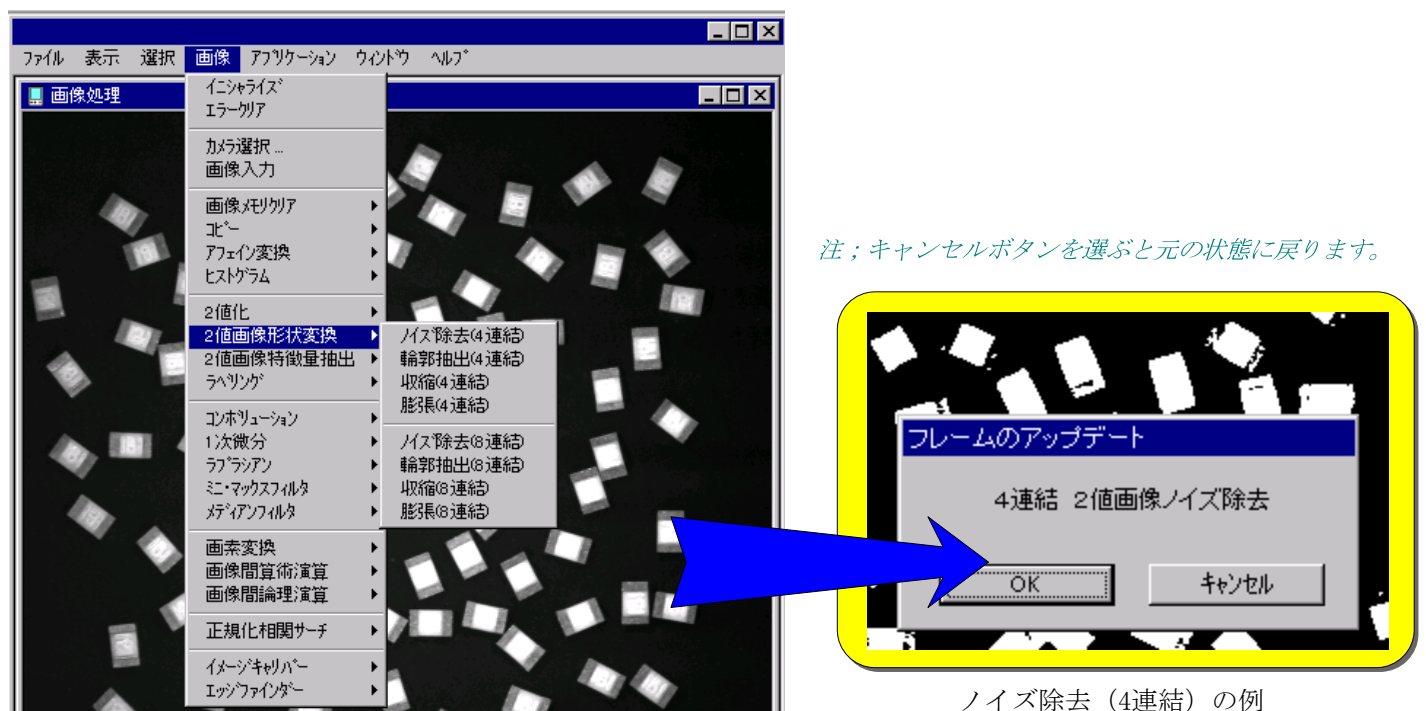 ファイル 表示 選択 画像 アプリケーション ウィンドウ ヘルプ
画像処理
イニシャライズ
エラークリア
カメラ選択...
画像入力
画像メモリクリア
コピー
アフェイン変換
ヒストグラム
2値化
2値画像形状変換
2値画像特徴量抽出
ラベリング
コンボリューション
1次微分
ラプラシアン
ミニ・マックスフィルタ
メディアンフィルタ
画素変換
画像間算術演算
画像間論理演算
正規化相関サーチ
イメージキャリパー
エッジファインダー
ノイズ除去(4連結)
輪郭抽出(4連結)
収縮(4連結)
膨張(4連結)
ノイズ除去(8連結)
輪郭抽出(8連結)
収縮(8連結)
膨張(8連結)
注；キャンセルボタンを選ぶと元の状態に戻ります。
フレームのアップデート
4連結 2値画像ノイズ除去
OK キャンセル
ノイズ除去（4連結）の例